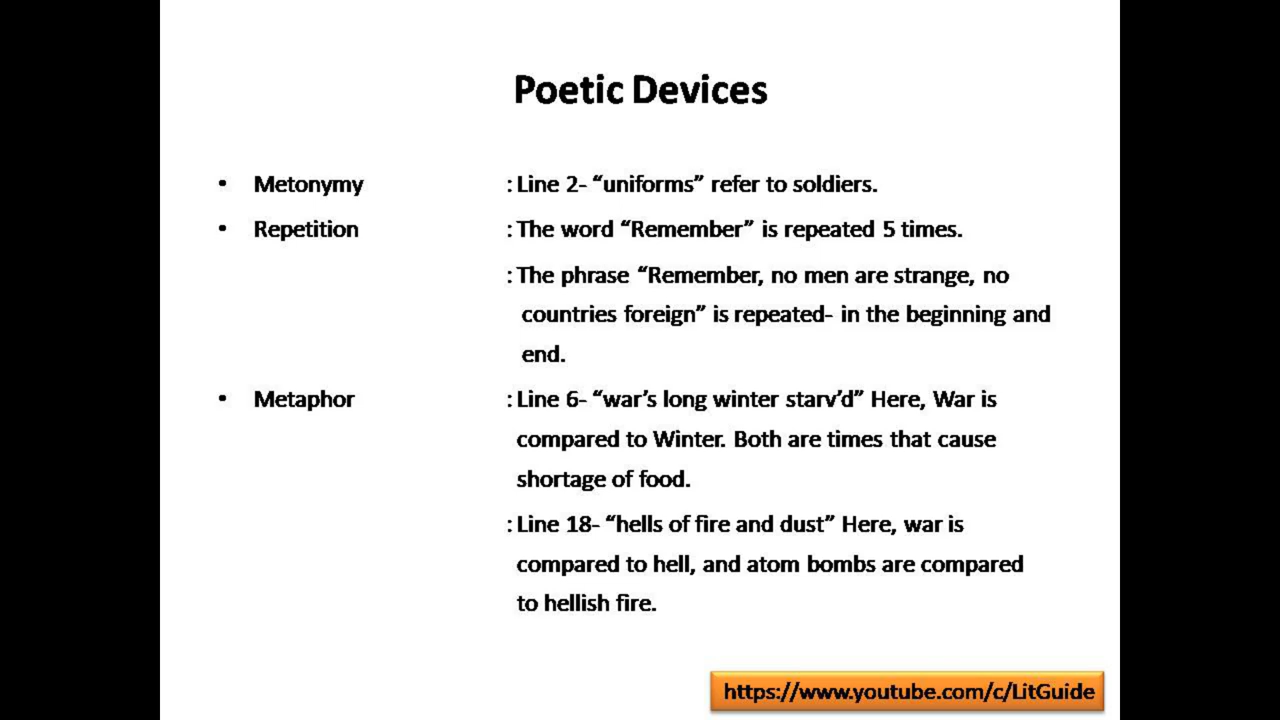 Poetic Devices
• Metonymy : Line 2- “uniforms” refer to soldiers.
• Repetition : The word “Remember” is repeated 5 times.
: The phrase “Remember, no men are strange, no
countries foreign” is repeated- in the beginning and
end.
• Metaphor : Line 6- “war’s long winter starv’d” Here, War is
compared to Winter. Both are times that cause
shortage of food.
: Line 18- “hells of fire and dust” Here, war is
compared to hell, and atom bombs are compared
to hellish fire.
https://www.youtube.com/c/LitGuide